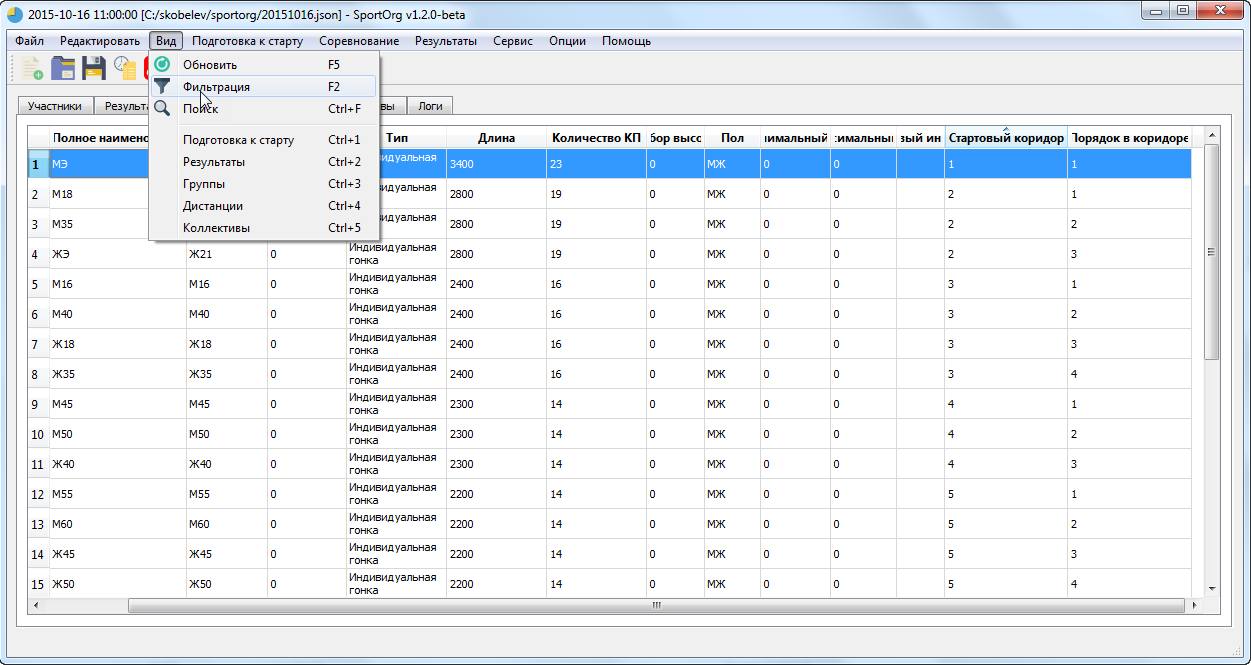 2015-10-16 11:00:00 [C:/skobelev/sportorg/20151016.json] - SportOrg v1.2.0-beta
Файл Редактировать Вид Подготовка к старту Соревнование Результаты Сервис Опции Помощь
Обновить F5
Фильтрация F2
Поиск Ctrl+F
Подготовка к старту Ctrl+1
Результаты Ctrl+2
Группы Ctrl+3
Дистанции Ctrl+4
Коллективы Ctrl+5
Участники Результа вы Логи
Полное наимено Тип Длина Количество КП бор высо Пол нимальный симальны вый ин Стартовый коридор Порядок в коридоре
1 МЭ видуальная 3400 23 0 МЖ 0 0 1 1
2 М18 видуальная 2800 19 0 МЖ 0 0 2 1
3 М35 видуальная 2800 19 0 МЖ 0 0 2 2
4 ЖЭ Ж21 0 Индивидуальная гонка 2800 19 0 МЖ 0 0 2 3
5 М16 М16 0 Индивидуальная гонка 2400 16 0 МЖ 0 0 3 1
6 М40 М40 0 Индивидуальная гонка 2400 16 0 МЖ 0 0 3 2
7 Ж18 Ж18 0 Индивидуальная гонка 2400 16 0 МЖ 0 0 3 3
8 Ж35 Ж35 0 Индивидуальная гонка 2400 16 0 МЖ 0 0 3 4
9 М45 М45 0 Индивидуальная гонка 2300 14 0 МЖ 0 0 4 1
10 М50 М50 0 Индивидуальная гонка 2300 14 0 МЖ 0 0 4 2
11 Ж40 Ж40 0 Индивидуальная гонка 2300 14 0 МЖ 0 0 4 3
12 М55 М55 0 Индивидуальная гонка 2200 14 0 МЖ 0 0 5 1
13 М60 М60 0 Индивидуальная гонка 2200 14 0 МЖ 0 0 5 2
14 Ж45 Ж45 0 Индивидуальная гонка 2200 14 0 МЖ 0 0 5 3
15 Ж50 Ж50 0 Индивидуальная гонка 2200 14 0 МЖ 0 0 5 4